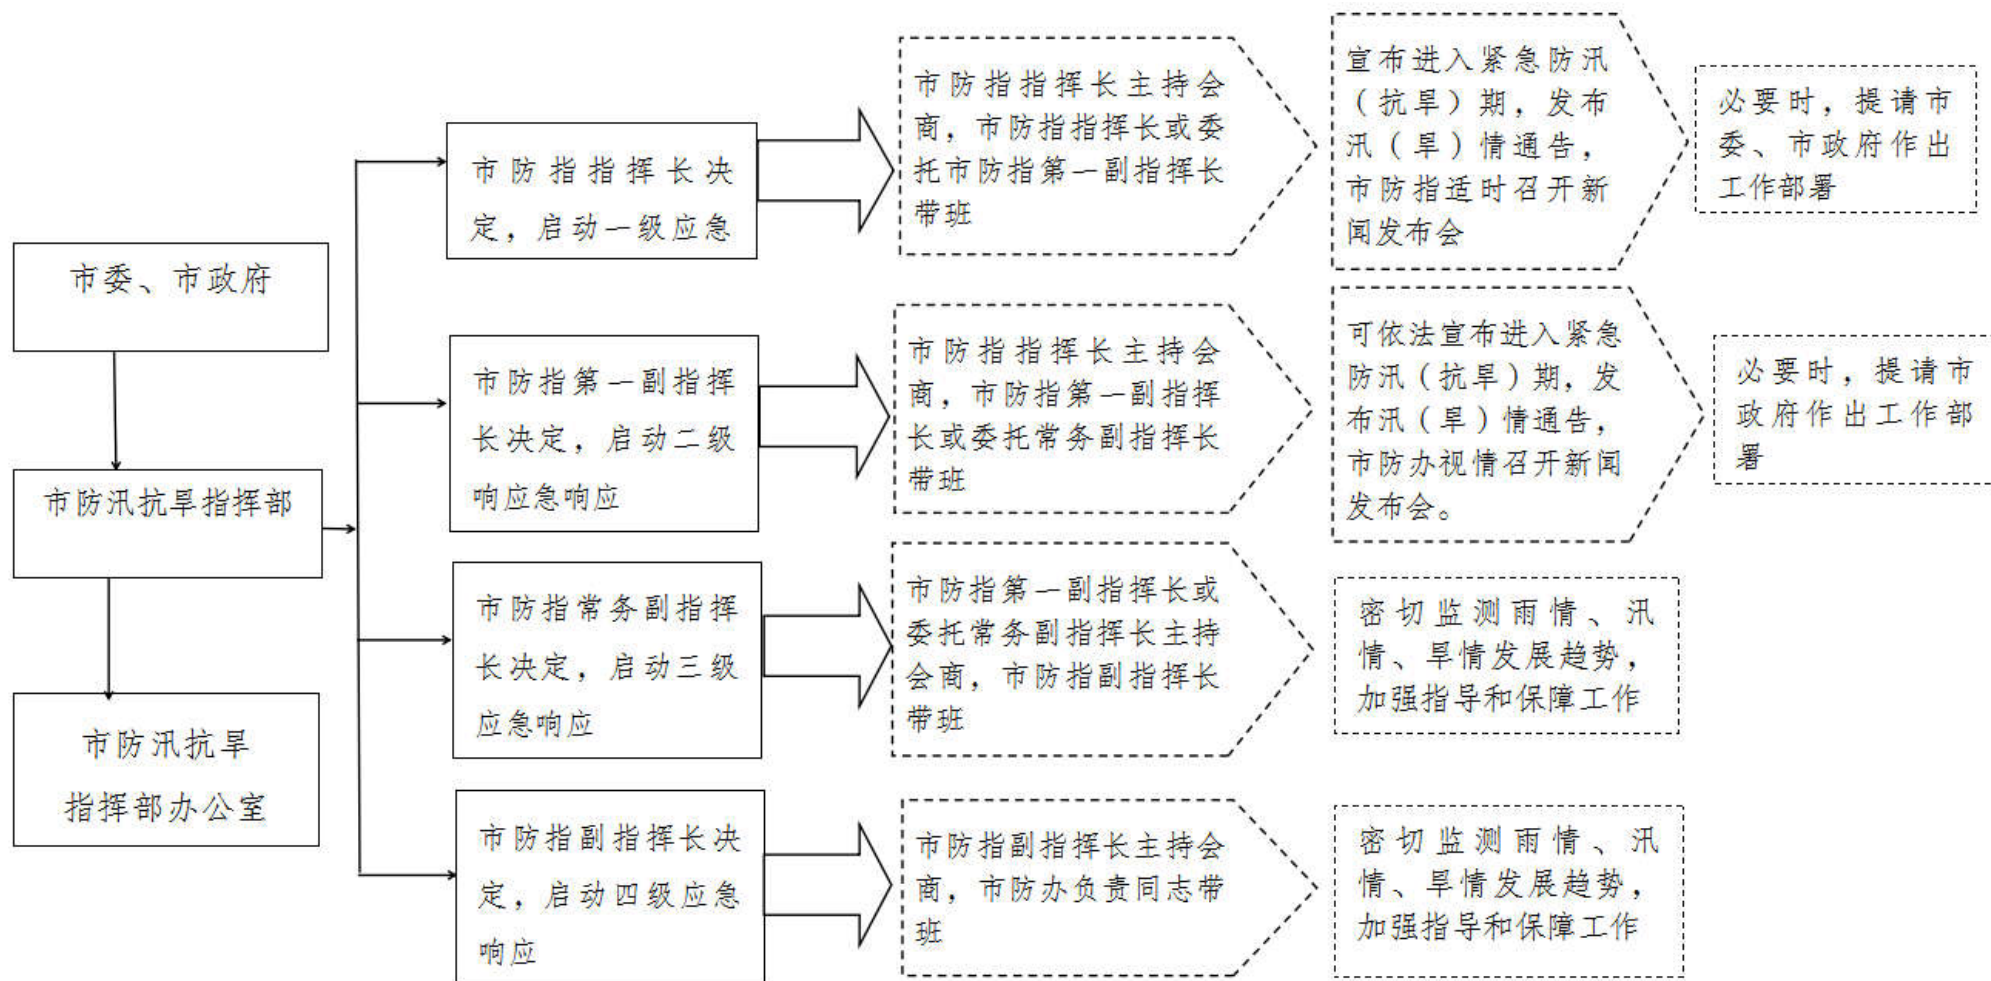 市委、市政府
市防汛抗旱指挥部
市防汛抗旱
指挥部办公室
市防指指挥长决
定，启动一级应急
市防指指挥长主持会
商，市防指指挥长或委
托市防指第一副指挥长
带班
宣布进入紧急防汛
（抗旱）期，发布
汛（旱）情通告，
市防指适时召开新
闻发布会
必要时，提请市
委、市政府作出
工作部署
市防指第一副指挥
长决定，启动二级
响应急响应
市防指指挥长主持会
商，市防指第一副指挥
长或委托常务副指挥长
带班
可依法宣布进入紧急
防汛（抗旱）期，发
布汛（旱）情通告，
市防办视情召开新闻
发布会。
必要时，提请市
政府作出工作部
署
市防指常务副指挥
长决定，启动三级
应急响应
市防指第一副指挥长或
委托常务副指挥长主持
会商，市防指副指挥长
带班
密切监测雨情、汛
情、旱情发展趋势，
加强指导和保障工作
市防指副指挥长决
定，启动四级应急
响应
市防指副指挥长主持会
商，市防办负责同志带
班
密切监测雨情、汛
情、旱情发展趋势，
加强指导和保障工作